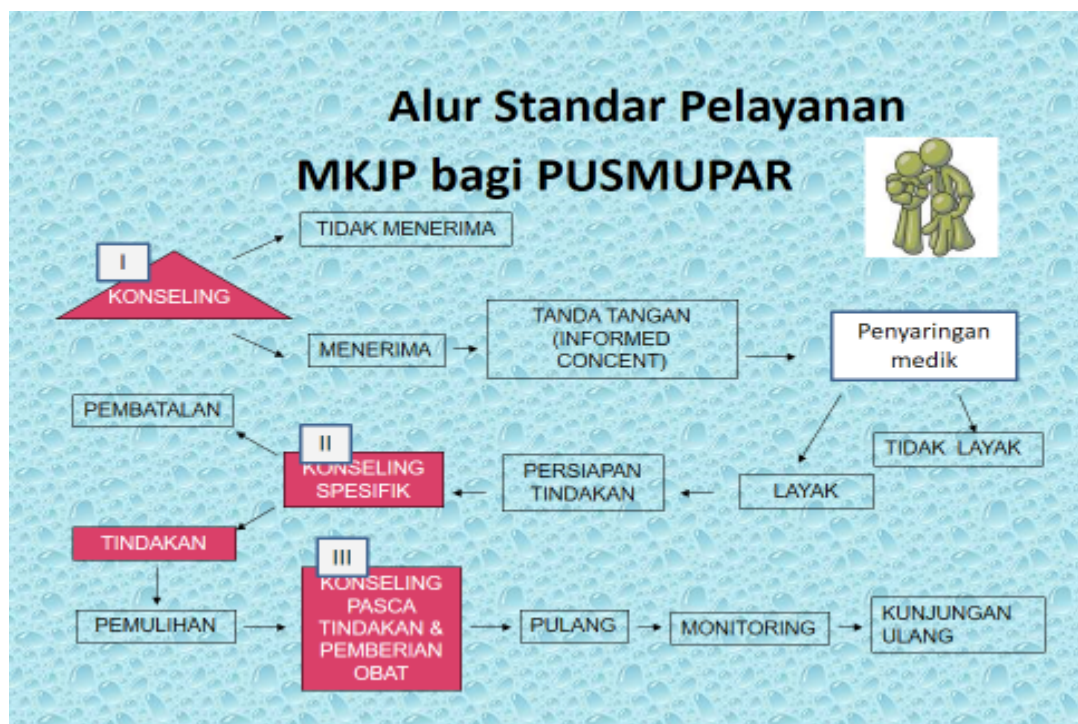 Alur Standar Pelayanan
MKJP bagi PUSMUPAR
TIDAK MENERIMA
I
KONSELING
MENERIMA
TANDA TANGAN
(INFORMED
CONCENT)
Penyaringan
medik
TIDAK LAYAK
LAYAK
PERSIAPAN
TINDAKAN
II
KONSELING
SPESIFIK
PEMBATALAN
TINDAKAN
PEMULIHAN
III
KONSELING
PASCA
TINDAKAN &
PEMBERIAN
OBAT
PULANG
MONITORING
KUNJUNGAN
ULANG